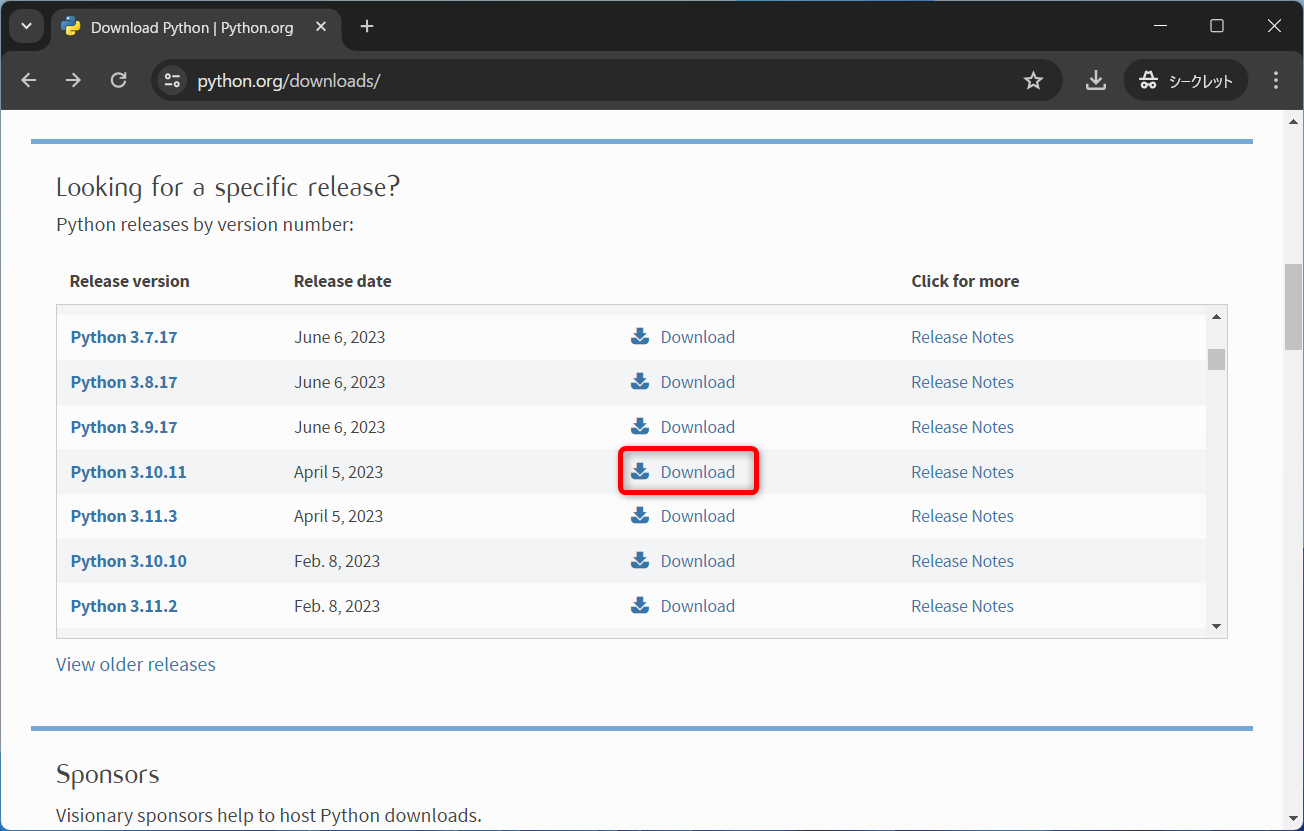 Download Python | Python.org
python.org/downloads/
シークレット
Looking for a specific release?
Python releases by version number:
Release version Release date Click for more
Python 3.7.17 June 6, 2023 Download Release Notes
Python 3.8.17 June 6, 2023 Download Release Notes
Python 3.9.17 June 6, 2023 Download Release Notes
Python 3.10.11 April 5, 2023 Download Release Notes
Python 3.11.3 April 5, 2023 Download Release Notes
Python 3.10.10 Feb. 8, 2023 Download Release Notes
Python 3.11.2 Feb. 8, 2023 Download Release Notes
View older releases
Sponsors
Visionary sponsors help to host Python downloads.